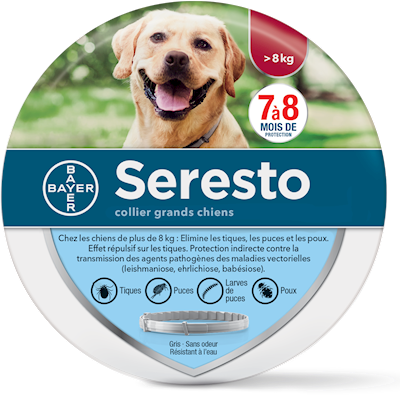 >8kg
7à8
MOIS DE
PROTECTION
BAYER
BAYER
Seresto
collier grands chiens
Chez les chiens de plus de 8 kg : Elimine les tiques, les puces et les poux.
Effet répulsif sur les tiques. Protection indirecte contre la
transmission des agents pathogènes des maladies vectorielles
(leishmaniose, ehrlichiose, babésiose).
Tiques
Puces
Larves
de puces
Poux
Gris - Sans odeur
Résistant à l'eau